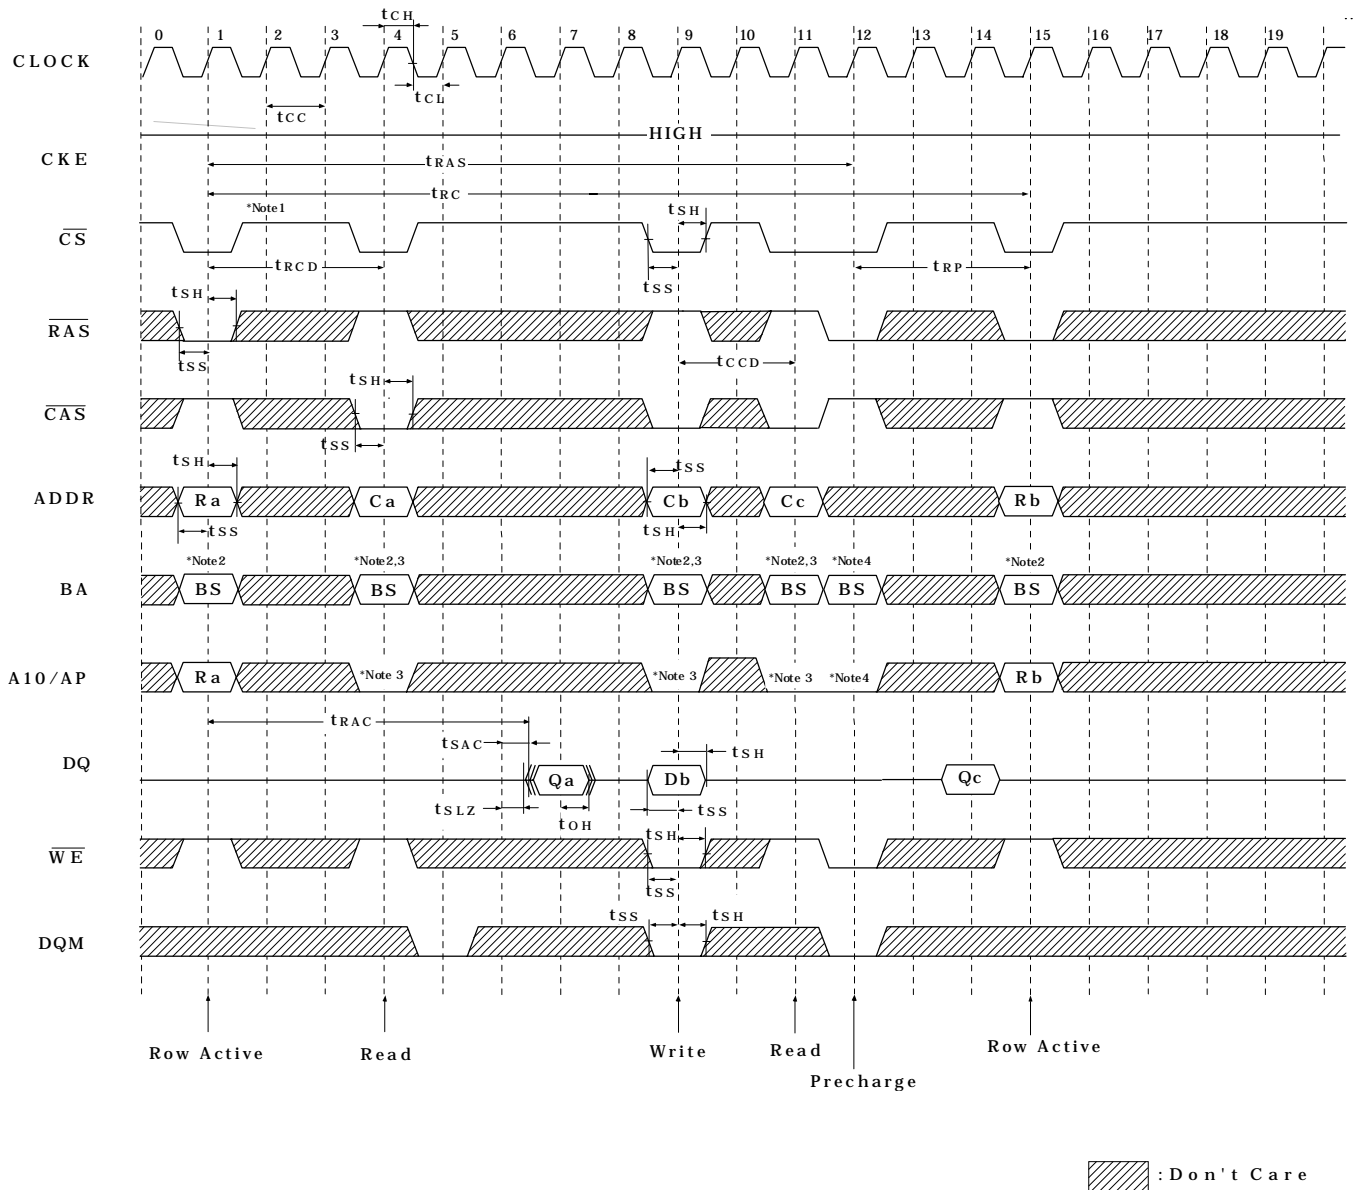 tCH
0 1 2 3 4 5 6 7 8 9 10 11 12 13 14 15 16 17 18 19
CLOCK
tCL
tCC
HIGH
CKE
tRAS
tRC
*Note1
tSH
CS
tRCD
tRP
tSS
tSH
RAS
tSS
tCCD
tSH
CAS
tSS
tSH
tSS
ADDR
Ra Ca Cb Cc Rb
tSS
tSH
*Note2 *Note2,3 *Note2,3 *Note2,3 *Note4 *Note2
BA
BS BS BS BS BS BS
A10/AP
Ra *Note 3 *Note 3 *Note 3 *Note4 Rb
tRAC
tSAC
tSH
DQ
Qa Db Qc
tSLZ
tOH
tSS
tSH
WE
tSS
tSS
tSH
DQM
Row Active Read Write Read Row Active
Precharge
:Don't Care